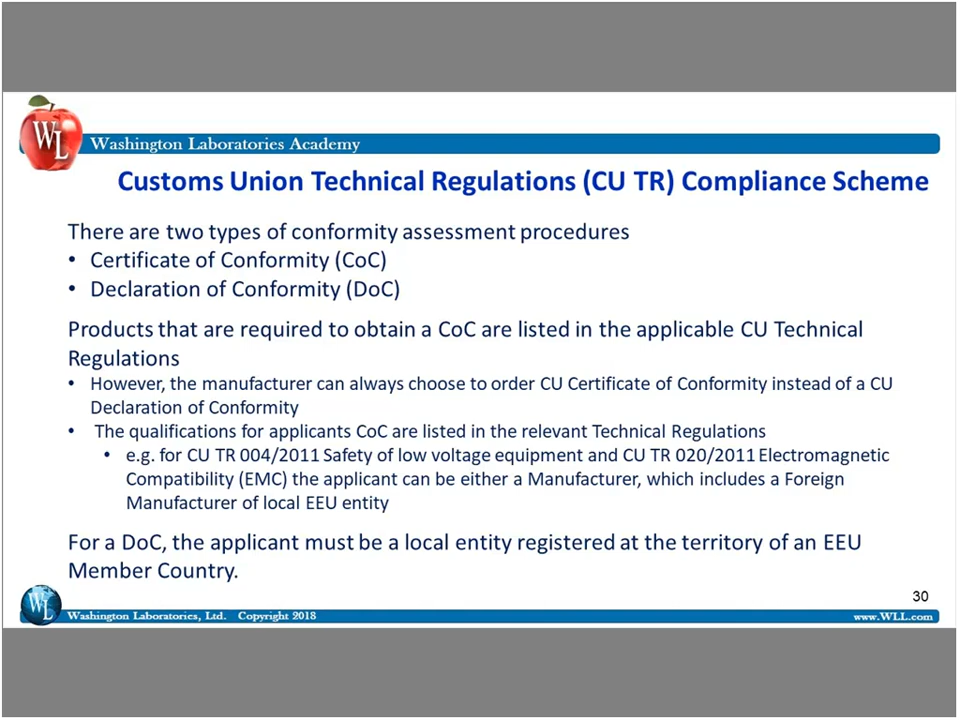 WL
Washington Laboratories Academy
Customs Union Technical Regulations (CU TR) Compliance Scheme
There are two types of conformity assessment procedures
• Certificate of Conformity (CoC)
• Declaration of Conformity (DoC)
Products that are required to obtain a CoC are listed in the applicable CU Technical
Regulations
• However, the manufacturer can always choose to order CU Certificate of Conformity instead of a CU
Declaration of Conformity
• The qualifications for applicants CoC are listed in the relevant Technical Regulations
• e.g. for CU TR 004/2011 Safety of low voltage equipment and CU TR 020/2011 Electromagnetic
Compatibility (EMC) the applicant can be either a Manufacturer, which includes a Foreign
Manufacturer of local EEU entity
For a DoC, the applicant must be a local entity registered at the territory of an EEU
Member Country.
30
WL
Washington Laboratories, Ltd. Copyright 2018
www.WLL.com